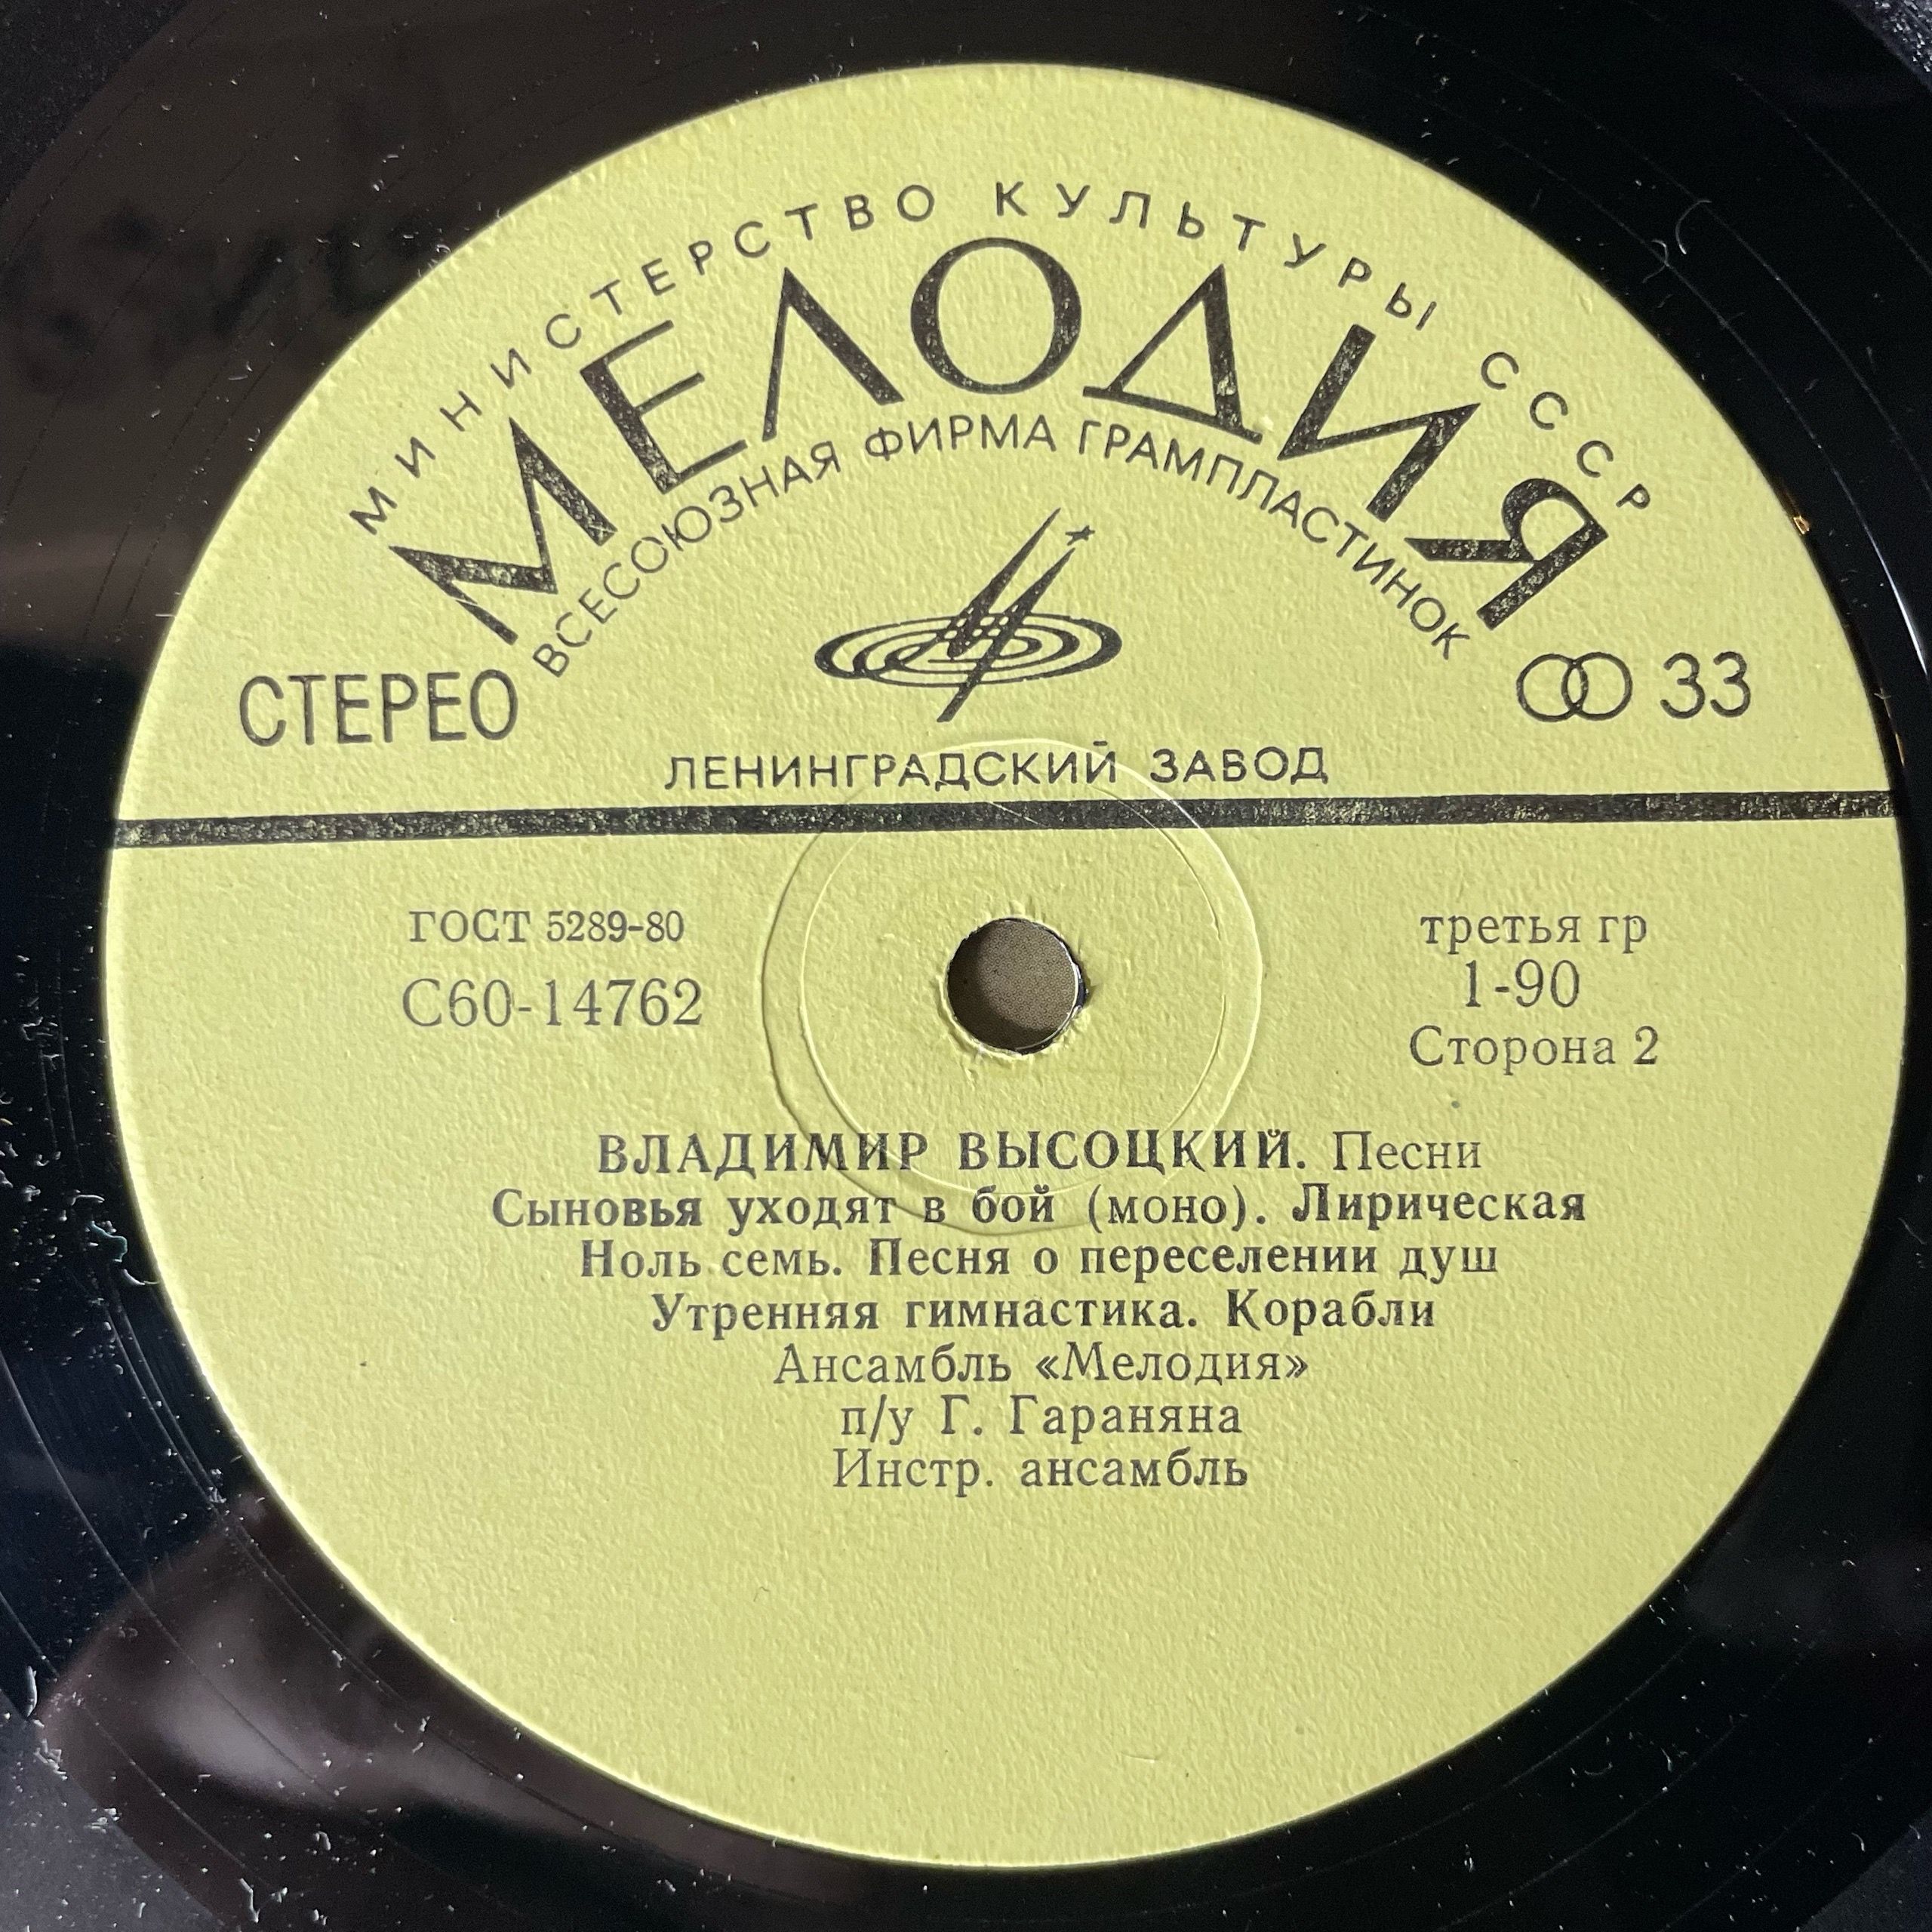 МИНИСТЕРСТВО КУЛЬТУРЫ СССР
МЕЛОДИЯ
ВСЕСОЮЗНАЯ ФИРМА ГРАМПЛАСТИНОК
СТЕРЕО
33
ЛЕНИНГРАДСКИЙ ЗАВОД
ГОСТ 5289-80
С60-14762
третья гр
1-90
Сторона 2
ВЛАДИМИР ВЫСОЦКИЙ. Песни
Сыновья уходят в бой (моно). Лирическая
Ноль семь. Песня о переселении душ
Утренняя гимнастика. Корабли
Ансамбль «Мелодия»
п/у Г. Гараняна
Инстр. ансамбль